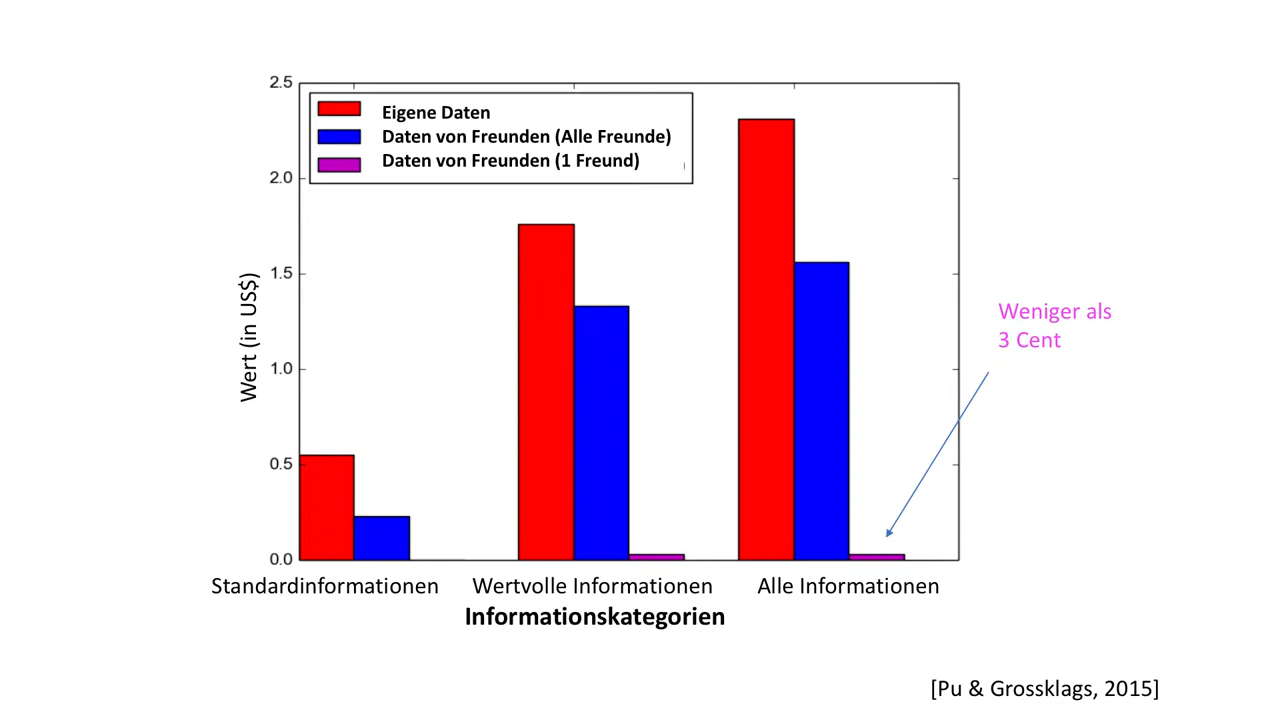 2.5
Eigene Daten
Daten von Freunden (Alle Freunde)
Daten von Freunden (1 Freund)
2.0
1.5
1.0
0.5
0.0
Wert (in US$)
Weniger als
3 Cent
Standardinformationen Wertvolle Informationen Alle Informationen
Informationskategorien
[Pu & Grossklags, 2015]